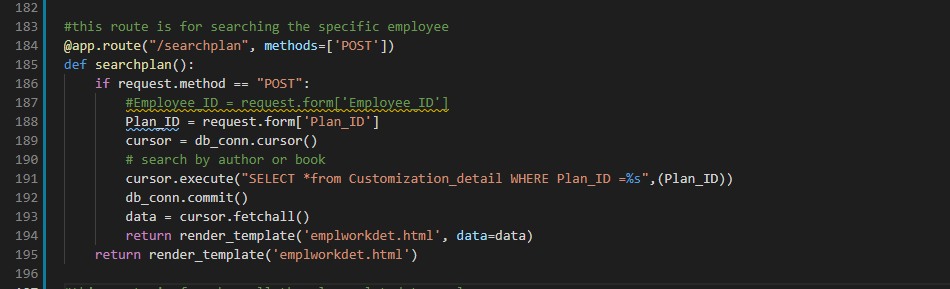 182
183 #this route is for searching the specific employee
184 @app.route("/searchplan", methods=['POST'])
185 def searchplan():
186     if request.method == "POST":
187         #Employee_ID = request.form['Employee_ID']
188         Plan_ID = request.form['Plan_ID']
189         cursor = db_conn.cursor()
190         # search by author or book
191         cursor.execute("SELECT *from Customization_detail WHERE Plan_ID =%s",(Plan_ID))
192         db_conn.commit()
193         data = cursor.fetchall()
194         return render_template('emplworkdet.html', data=data)
195     return render_template('emplworkdet.html')
196